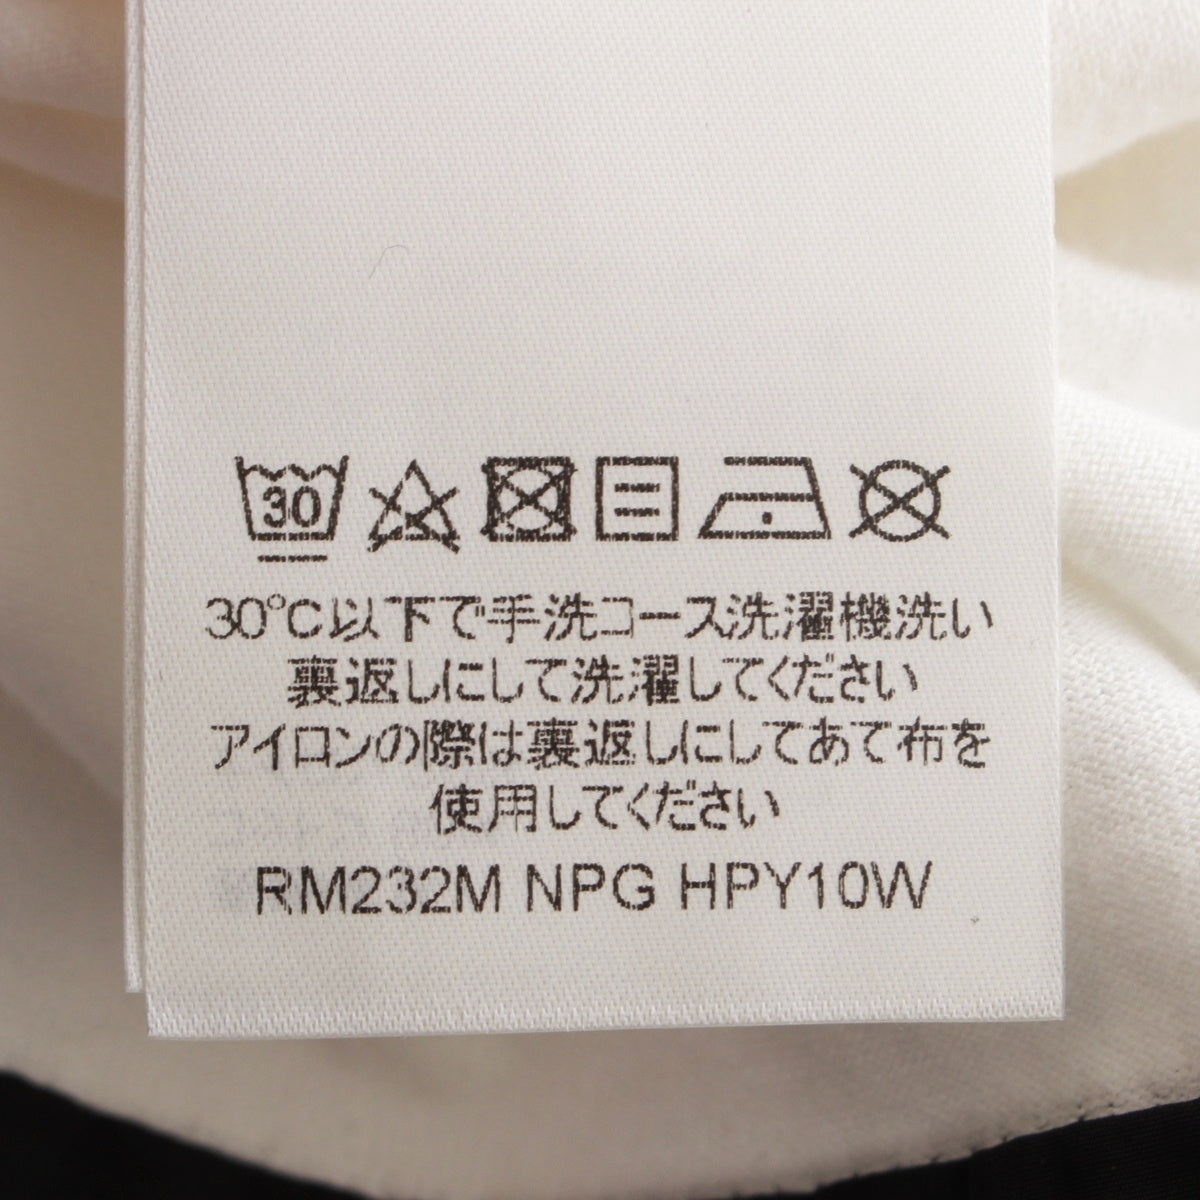 30
30°C以下で手洗コース洗濯機洗い
裏返しにして洗濯してください
アイロンの際は裏返しにしてあて布を
使用してください
RM232M NPG HPY10W